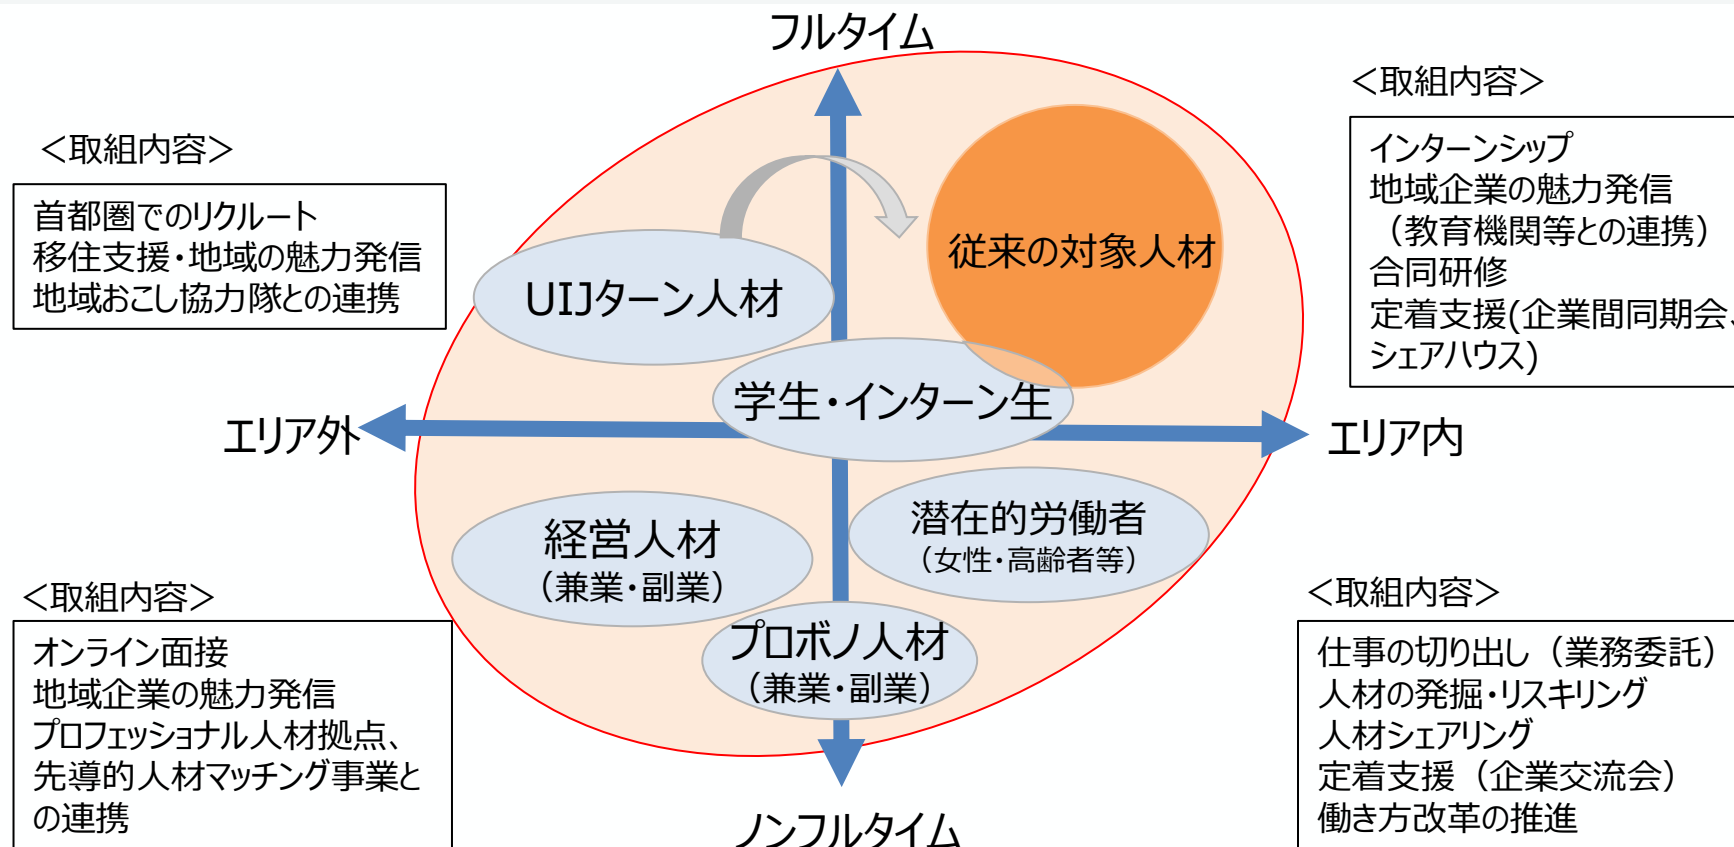 フルタイム
＜取組内容＞
首都圏でのリクルート
移住支援・地域の魅力発信
地域おこし協力隊との連携
＜取組内容＞
インターンシップ
地域企業の魅力発信
（教育機関等との連携）
合同研修
定着支援(企業間同期会、
シェアハウス)
従来の対象人材
UIJターン人材
学生・インターン生
エリア外
エリア内
経営人材
（兼業・副業）
潜在的労働者
（女性・高齢者等）
プロボノ人材
（兼業・副業）
＜取組内容＞
オンライン面接
地域企業の魅力発信
プロフェッショナル人材拠点、
先導的人材マッチング事業と
の連携
＜取組内容＞
仕事の切り出し（業務委託）
人材の発掘・リスキリング
人材シェアリング
定着支援（企業交流会）
働き方改革の推進
ノンフルタイム